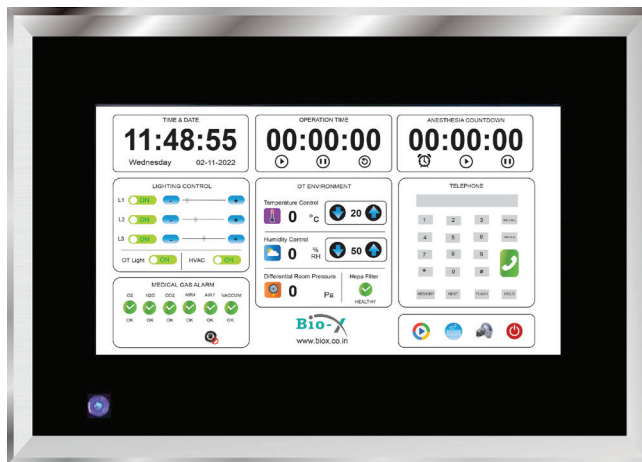 TIME & DATE
11:48:55
Wednesday 02-11-2022
OPERATION TIME
00:00:00
ANESTHESIA COUNTDOWN
00:00:00
LIGHTING CONTROL
L1 ON - +
L2 ON - +
L3 ON - +
OT Light ON HVAC ON
MEDICAL GAS ALARM
O2 N2O CO2 AIR4 AIR7 VACCUM
OK OK OK OK OK OK
OT ENVIRONMENT
Temperature Control
0 °C 20
Humidity Control
0 % RH 50
Differential Room Pressure
0 Pa
Hepa Filter
HEALTHY
Bio-X
www.biox.co.in
TELEPHONE
1 2 3
4 5 6
7 8 9
* 0 #
MEMORY NEXT FLASH HOLD